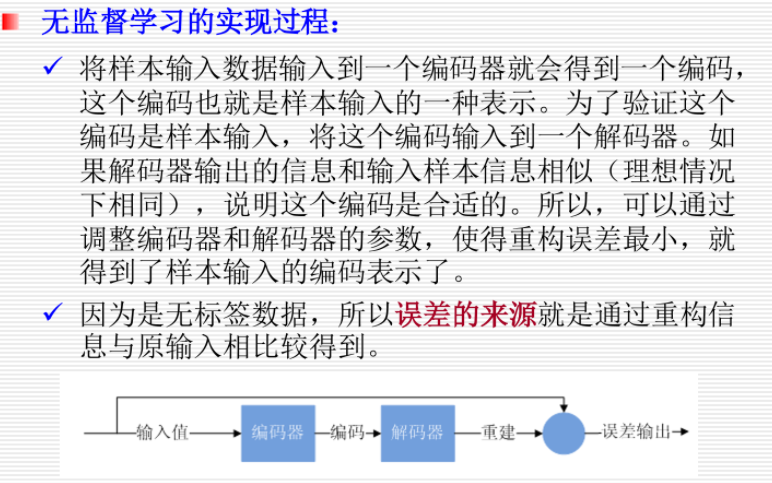 无监督学习的实现过程：
将样本输入数据输入到一个编码器就会得到一个编码，
这个编码也就是样本输入的一种表示。为了验证这个
编码是样本输入，将这个编码输入到一个解码器。如
果解码器输出的信息和输入样本信息相似（理想情况
下相同），说明这个编码是合适的。所以，可以通过
调整编码器和解码器的参数，使得重构误差最小，就
得到了样本输入的编码表示了。
因为是无标签数据，所以误差的来源就是通过重构信
息与原输入相比较得到。
输入值 编码器 编码 解码器 重建 误差输出